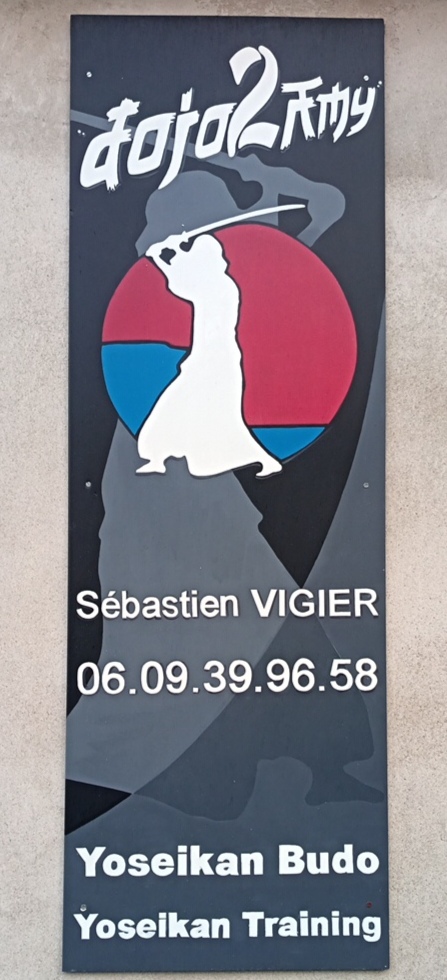 dojo2Amy
Sébastien VIGIER
06.09.39.96.58
Yoseikan Budo
Yoseikan Training